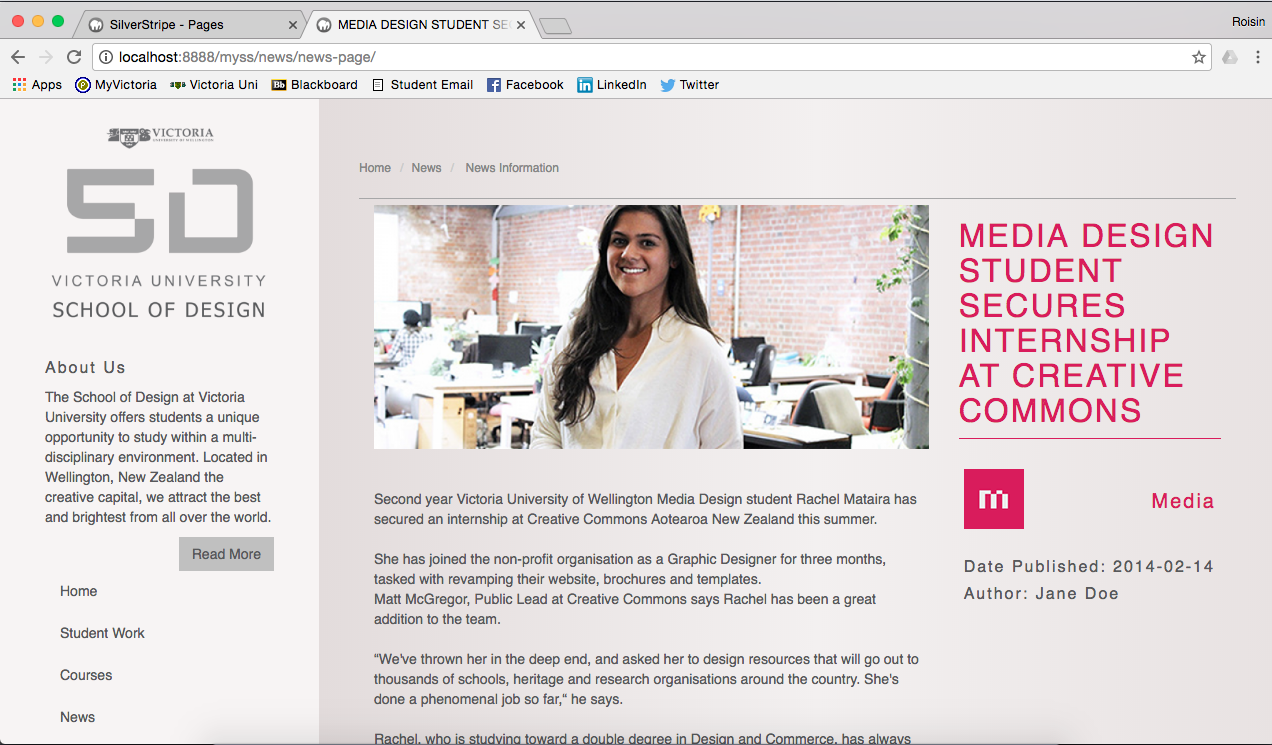 SilverStripe - Pages
MEDIA DESIGN STUDENT SE
Roisin
localhost:8888/myss/news/news-page/
Apps
MyVictoria
Victoria Uni
Bb
Blackboard
Student Email
Facebook
in
LinkedIn
Twitter
VICTORIA
UNIVERSITY OF WELLINGTON
SD
VICTORIA UNIVERSITY
SCHOOL OF DESIGN
About Us
The School of Design at Victoria
University offers students a unique
opportunity to study within a multi-
disciplinary environment. Located in
Wellington, New Zealand the
creative capital, we attract the best
and brightest from all over the world.
Read More
Home
Student Work
Courses
News
Home / News / News Information
MEDIA DESIGN
STUDENT
SECURES
INTERNSHIP
AT CREATIVE
COMMONS
m
Media
Date Published: 2014-02-14
Author: Jane Doe
Second year Victoria University of Wellington Media Design student Rachel Mataira has
secured an internship at Creative Commons Aotearoa New Zealand this summer.
She has joined the non-profit organisation as a Graphic Designer for three months,
tasked with revamping their website, brochures and templates.
Matt McGregor, Public Lead at Creative Commons says Rachel has been a great
addition to the team.
“We've thrown her in the deep end, and asked her to design resources that will go out to
thousands of schools, heritage and research organisations around the country. She's
done a phenomenal job so far,“ he says.
Rachel, who is studying toward a double degree in Design and Commerce, has always